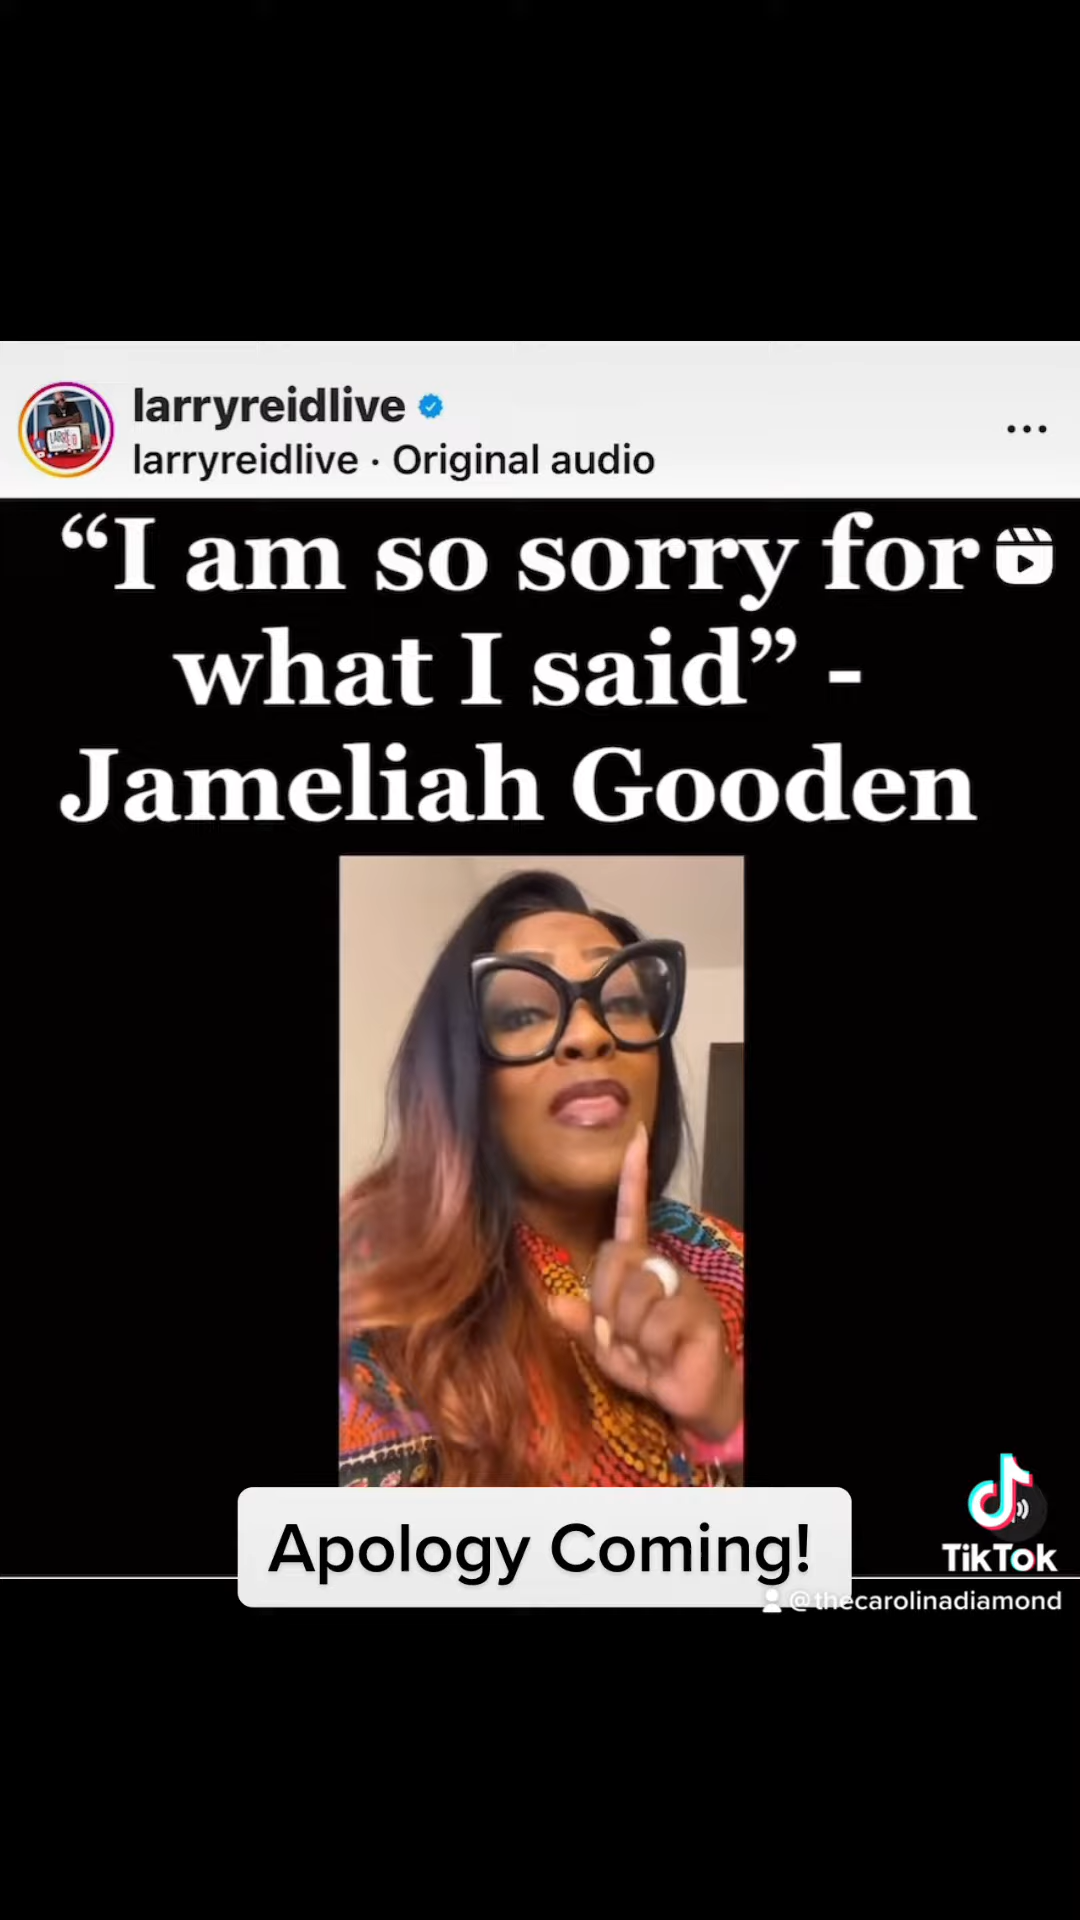 larryreidlive
larryreidlive · Original audio
“I am so sorry for
what I said” -
Jameliah Gooden
Apology Coming!
TikTok
@thecarolinadiamond